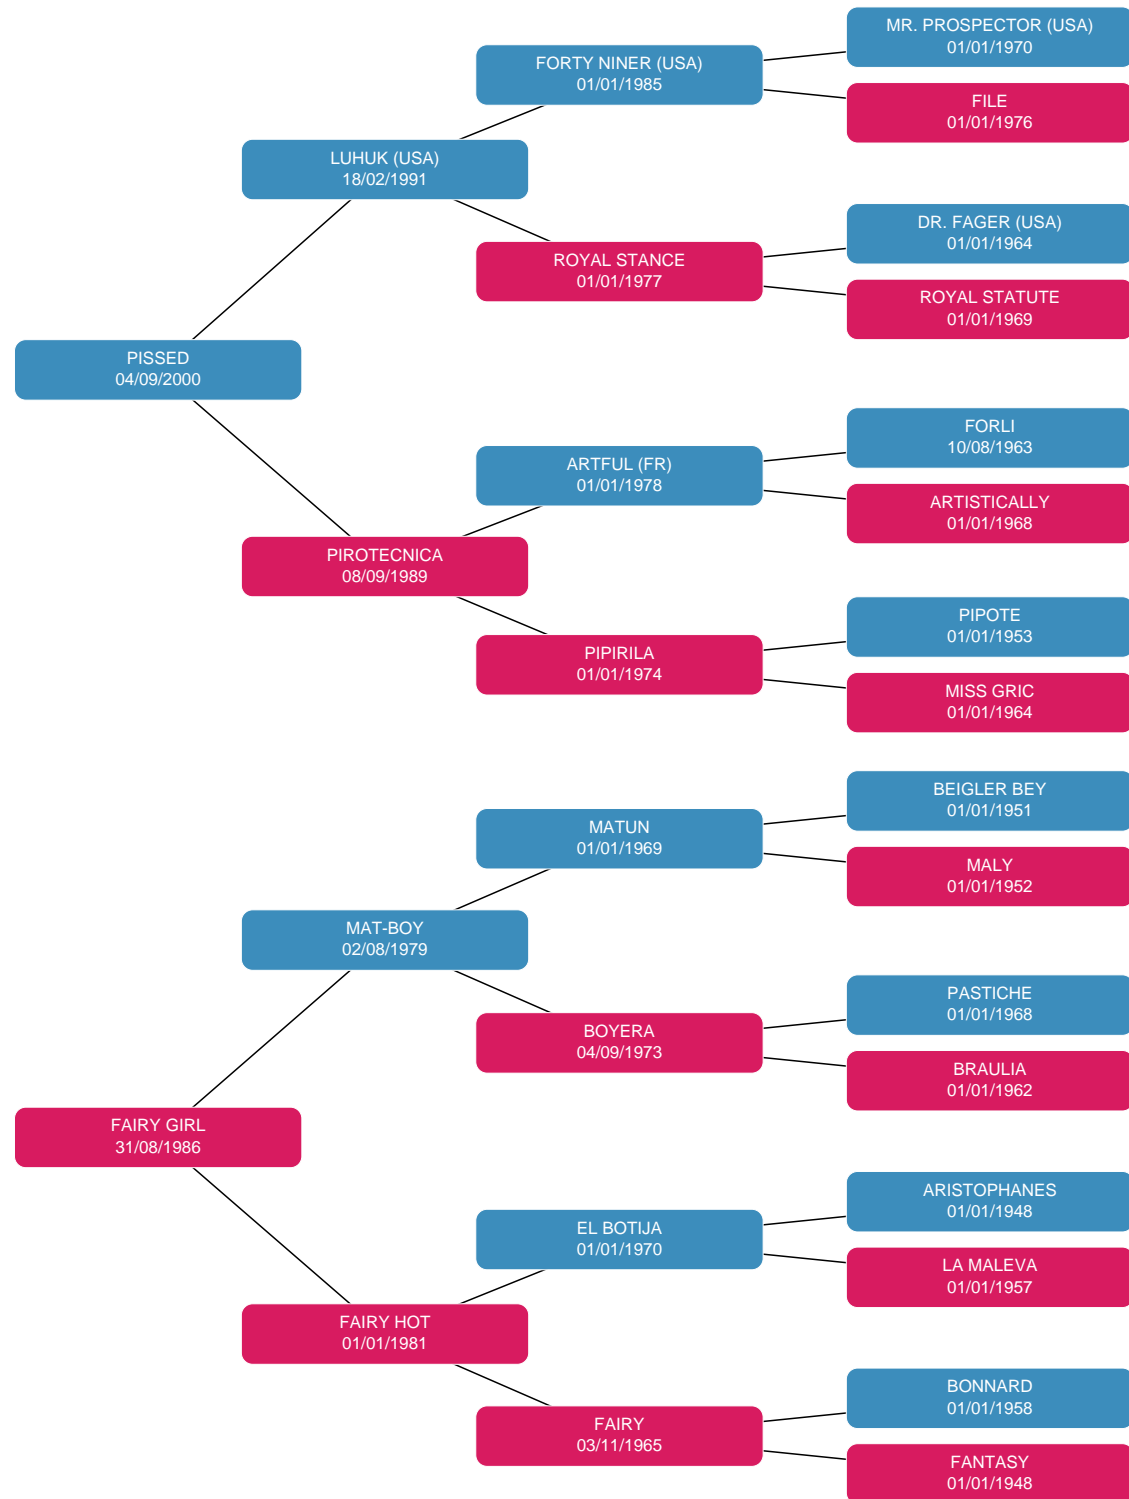 MR. PROSPECTOR (USA)
01/01/1970
FORTY NINER (USA)
01/01/1985
FILE
01/01/1976
LUHUK (USA)
18/02/1991
DR. FAGER (USA)
01/01/1964
ROYAL STANCE
01/01/1977
ROYAL STATUTE
01/01/1969
PISSED
04/09/2000
FORLI
10/08/1963
ARTFUL (FR)
01/01/1978
ARTISTICALLY
01/01/1968
PIROTECNICA
08/09/1989
PIPOTE
01/01/1953
PIPIRILA
01/01/1974
MISS GRIC
01/01/1964
BEIGLER BEY
01/01/1951
MATUN
01/01/1969
MALY
01/01/1952
MAT-BOY
02/08/1979
PASTICHE
01/01/1968
BOYERA
04/09/1973
BRAULIA
01/01/1962
FAIRY GIRL
31/08/1986
ARISTOPHANES
01/01/1948
EL BOTIJA
01/01/1970
LA MALEVA
01/01/1957
FAIRY HOT
01/01/1981
BONNARD
01/01/1958
FAIRY
03/11/1965
FANTASY
01/01/1948